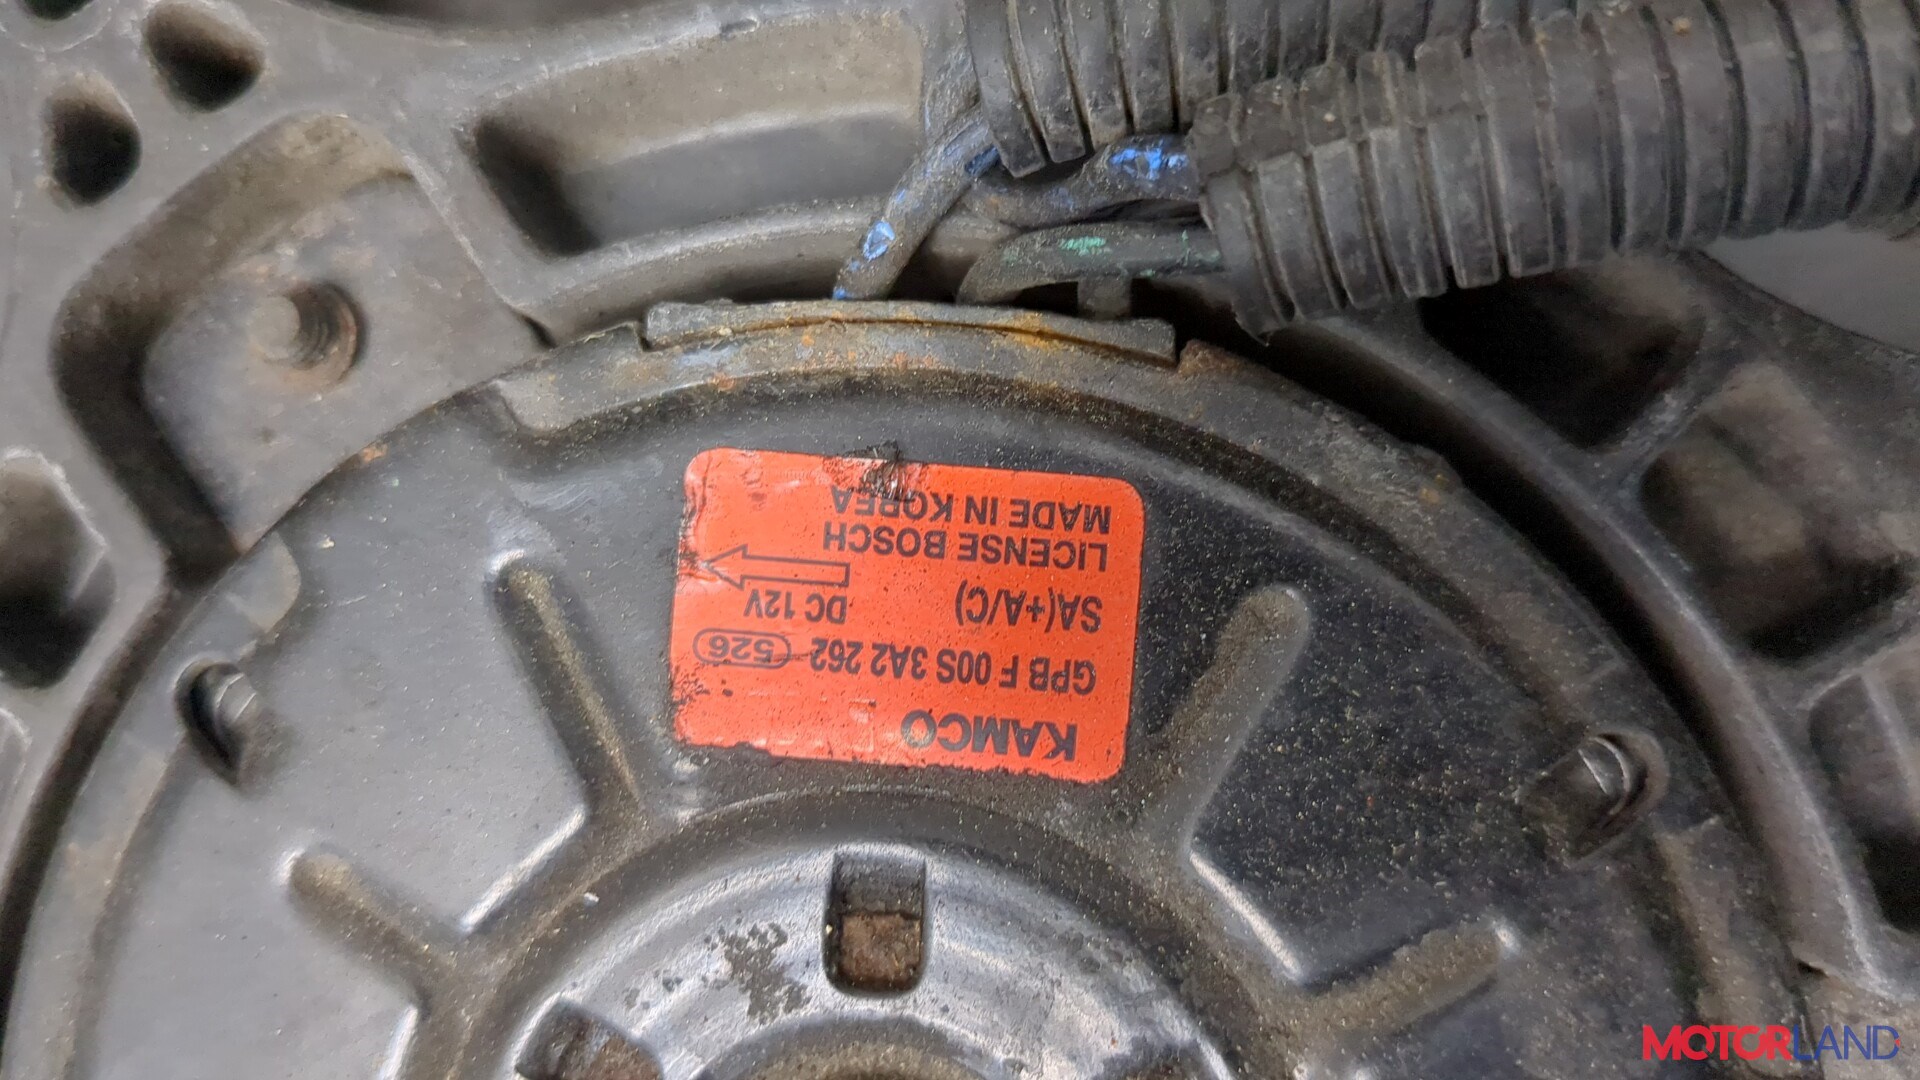 KAMCO
GPB F 00S 3A2 262 526
SA(+A/C) DC 12V
LICENSE BOSCH
MADE IN KOREA
MOTORLAND